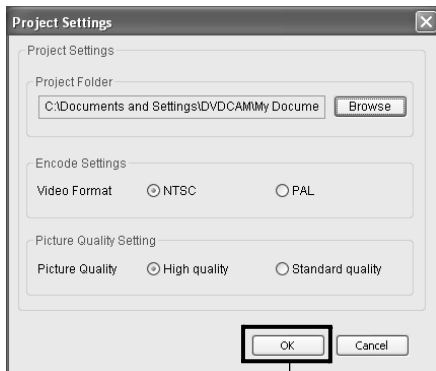 Project Settings
Project Settings
Project Folder
C:\Documents and Settings\DVDCAM\My Docume Browse
Encode Settings
Video Format NTSC PAL
Picture Quality Setting
Picture Quality High quality Standard quality
OK Cancel